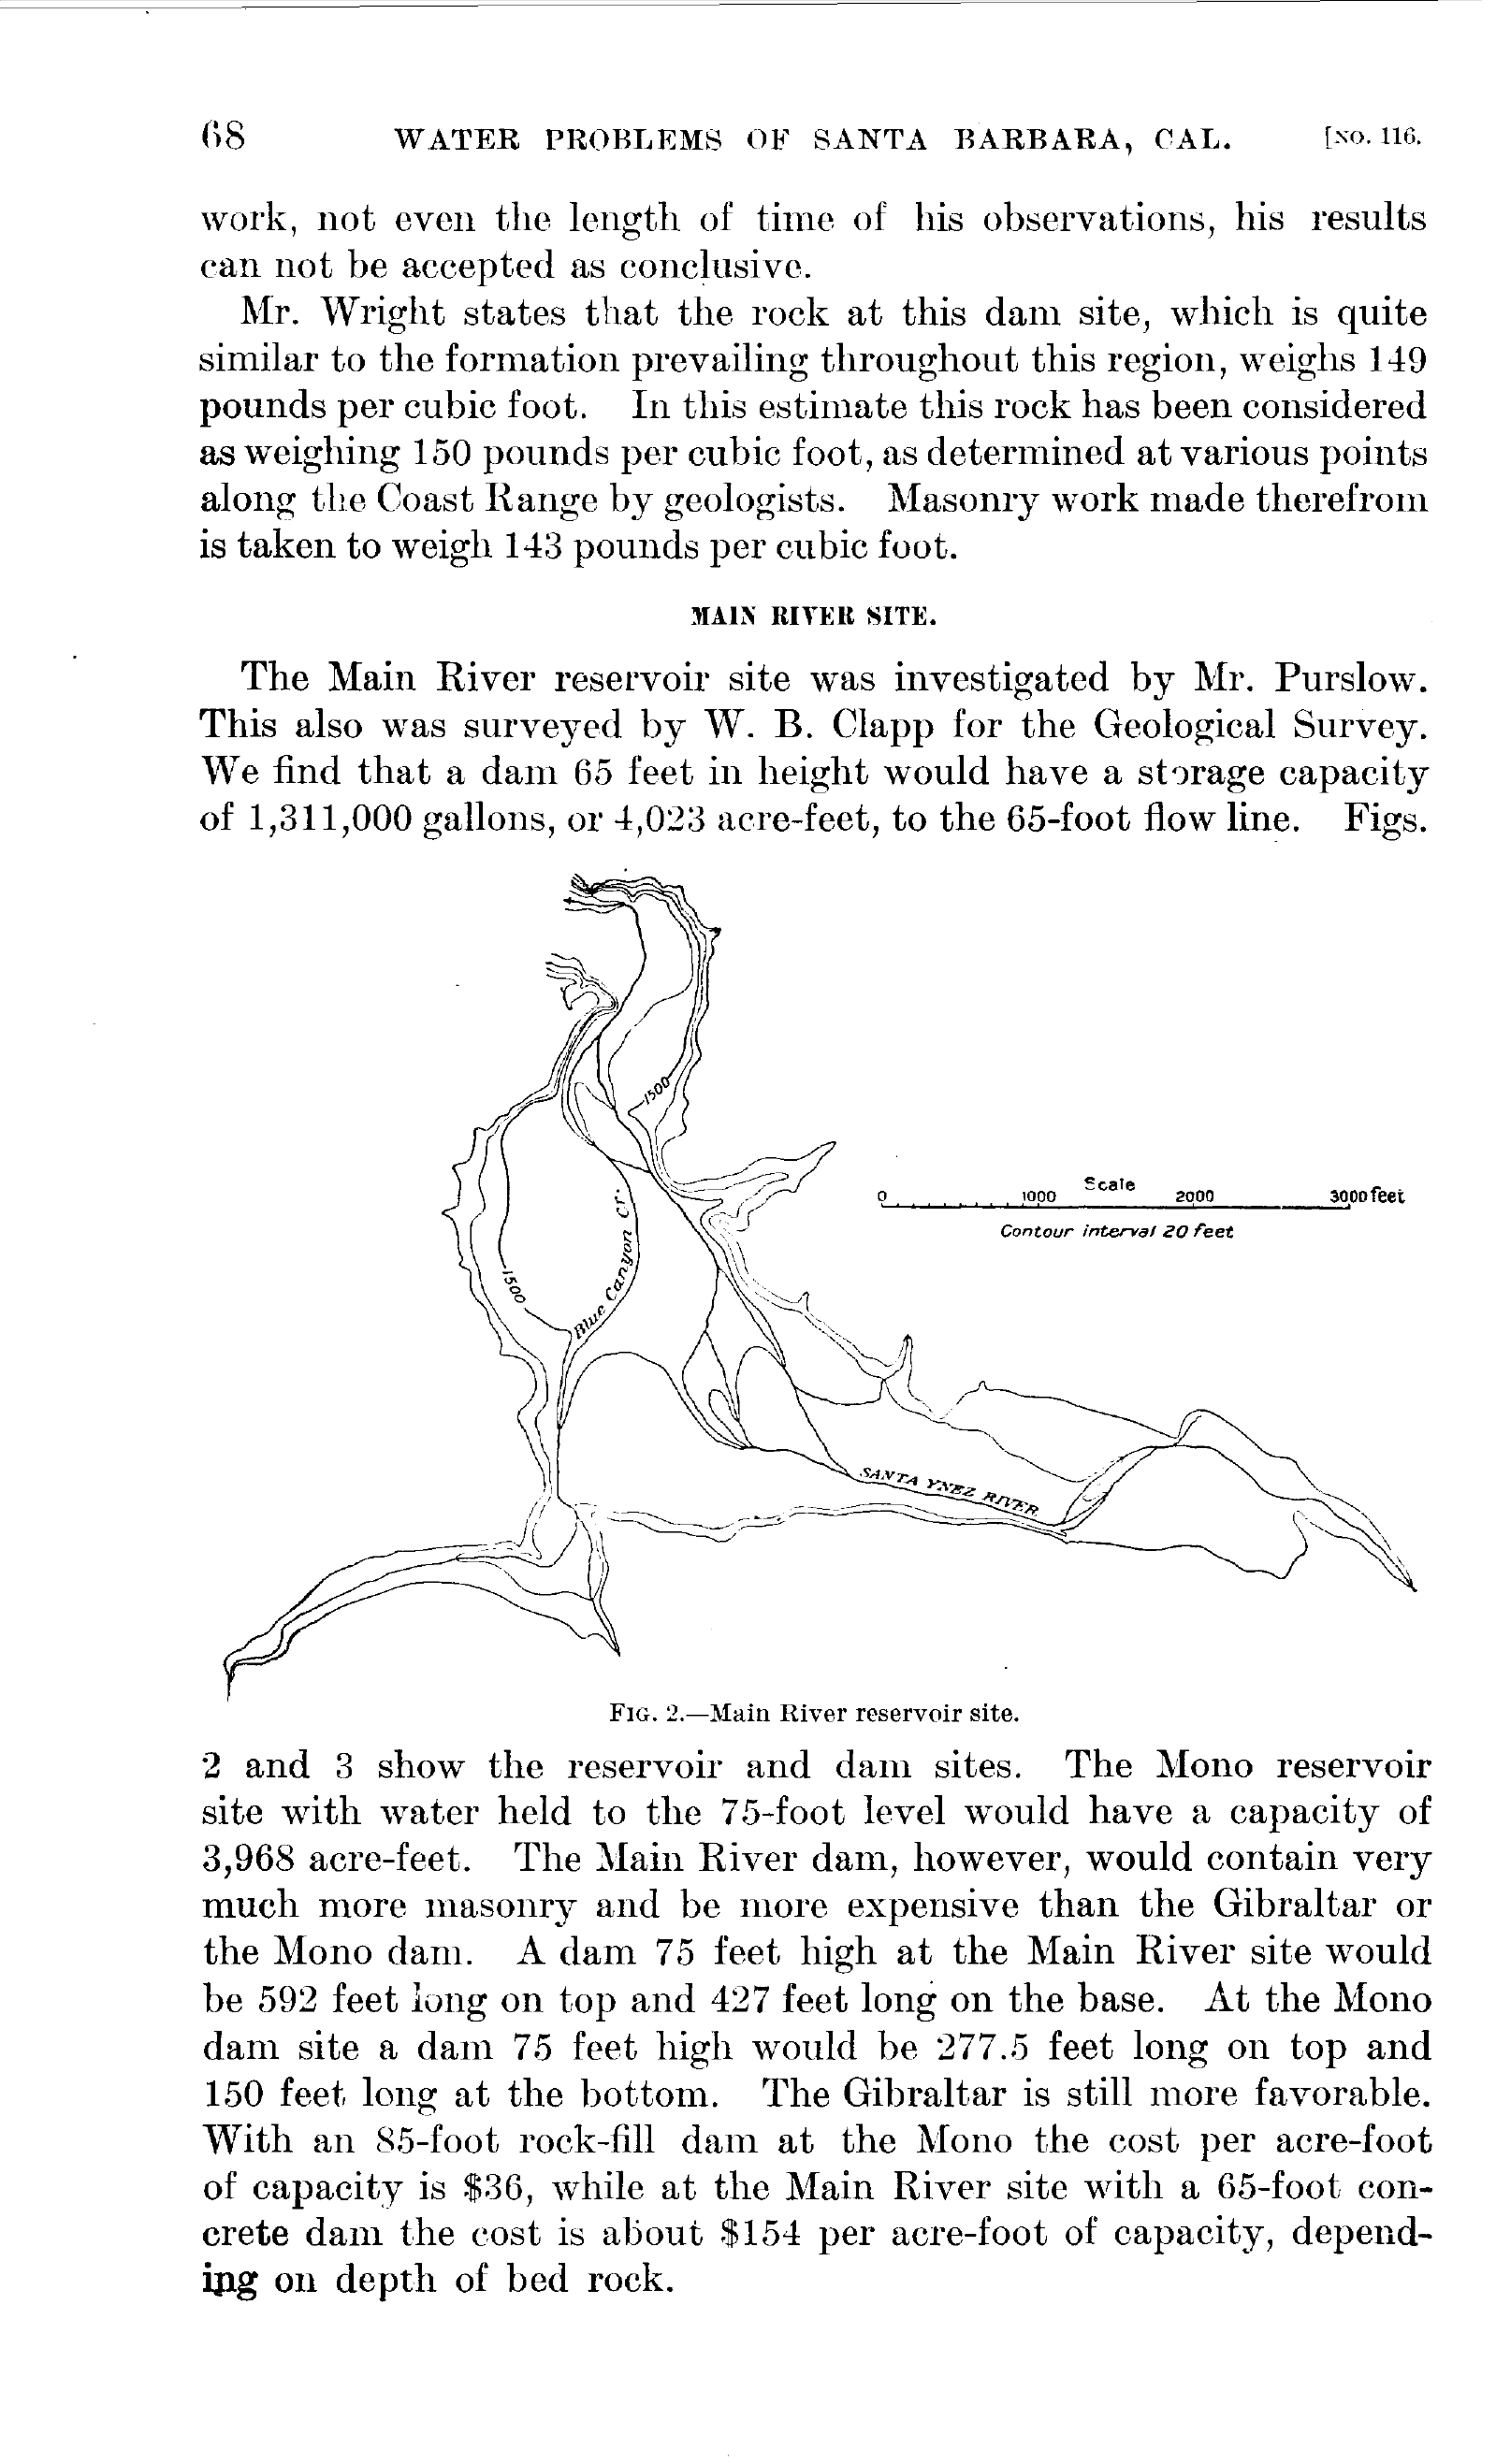 68 WATER PROBLEMS OF SANTA BARBARA, CAL. [NO. 116.
work, not even the length of time of his observations, his results
can not be accepted as conclusive.
Mr. Wright states that the rock at this dam site, which is quite
similar to the formation prevailing throughout this region, weighs 149
pounds per cubic foot. In this estimate this rock has been considered
as weighing 150 pounds per cubic foot, as determined at various points
along the Coast Range by geologists. Masonry work made therefrom
is taken to weigh 143 pounds per cubic foot.
MAIN RIVER SITE.
The Main River reservoir site was investigated by Mr. Purslow.
This also was surveyed by W. B. Clapp for the Geological Survey.
We find that a dam 65 feet in height would have a storage capacity
of 1,311,000 gallons, or 4,023 acre-feet, to the 65-foot flow line. Figs.
1500
Scale
0 1000 2000 3000 feet
Contour interval 20 feet
Blue Canyon Cr.
1500
SANTA YNEZ RIVER
FIG. 2.—Main River reservoir site.
2 and 3 show the reservoir and dam sites. The Mono reservoir
site with water held to the 75-foot level would have a capacity of
3,968 acre-feet. The Main River dam, however, would contain very
much more masonry and be more expensive than the Gibraltar or
the Mono dam. A dam 75 feet high at the Main River site would
be 592 feet long on top and 427 feet long on the base. At the Mono
dam site a dam 75 feet high would be 277.5 feet long on top and
150 feet long at the bottom. The Gibraltar is still more favorable.
With an 85-foot rock-fill dam at the Mono the cost per acre-foot
of capacity is $36, while at the Main River site with a 65-foot con-
crete dam the cost is about $154 per acre-foot of capacity, depend-
ing on depth of bed rock.